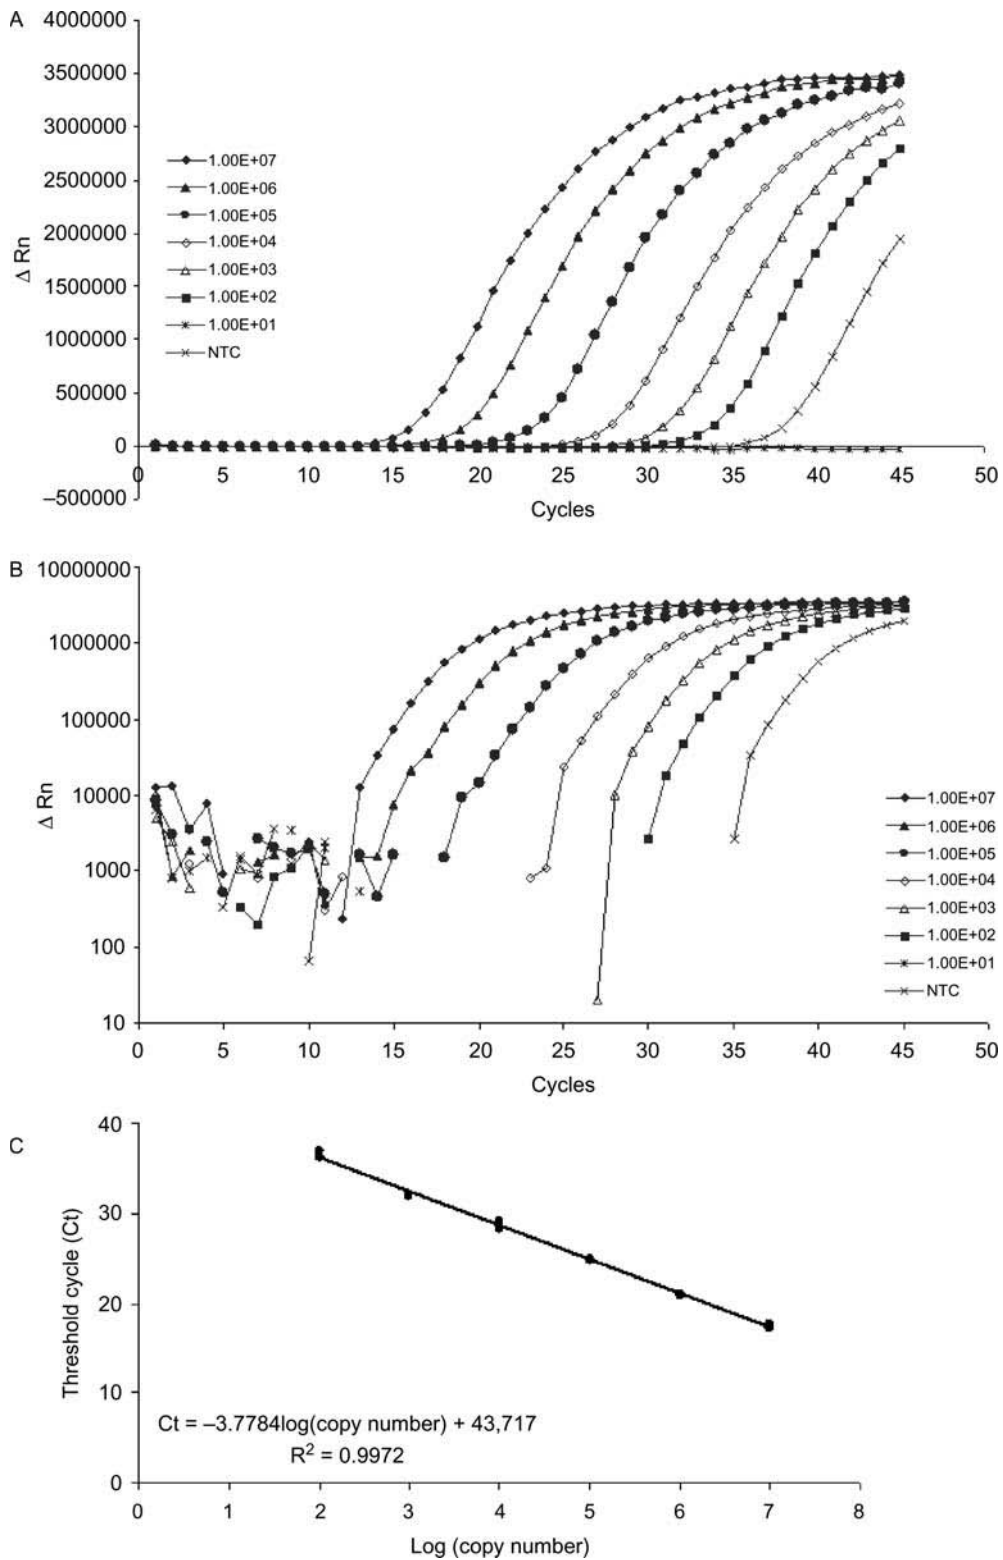 A
4000000
3500000
3000000
2500000
2000000
1500000
1000000
500000
0
–500000
Δ Rn
1.00E+07
1.00E+06
1.00E+05
1.00E+04
1.00E+03
1.00E+02
1.00E+01
NTC
0 5 10 15 20 25 30 35 40 45 50
Cycles
B
10000000
1000000
100000
10000
1000
100
10
Δ Rn
1.00E+07
1.00E+06
1.00E+05
1.00E+04
1.00E+03
1.00E+02
1.00E+01
NTC
0 5 10 15 20 25 30 35 40 45 50
Cycles
C
40
30
20
10
0
Threshold cycle (Ct)
Ct = –3.7784log(copy number) + 43,717
R2 = 0.9972
0 1 2 3 4 5 6 7 8
Log (copy number)